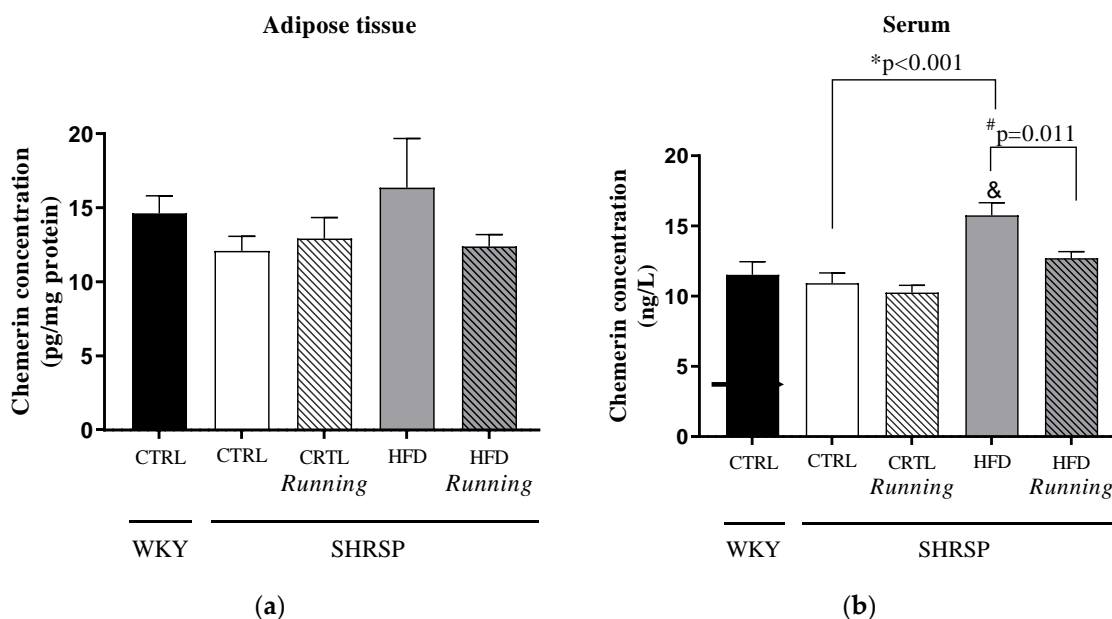 Adipose tissue
Chemerin concentration
(pg/mg protein)
20
15
10
5
0
CTRL
CTRL
CRTL
Running
HFD
HFD
Running
WKY
SHRSP
(a)
Serum
*p<0.001
#p=0.011
&
Chemerin concentration
(ng/L)
20
15
10
5
0
CTRL
CTRL
CRTL
Running
HFD
HFD
Running
WKY
SHRSP
(b)